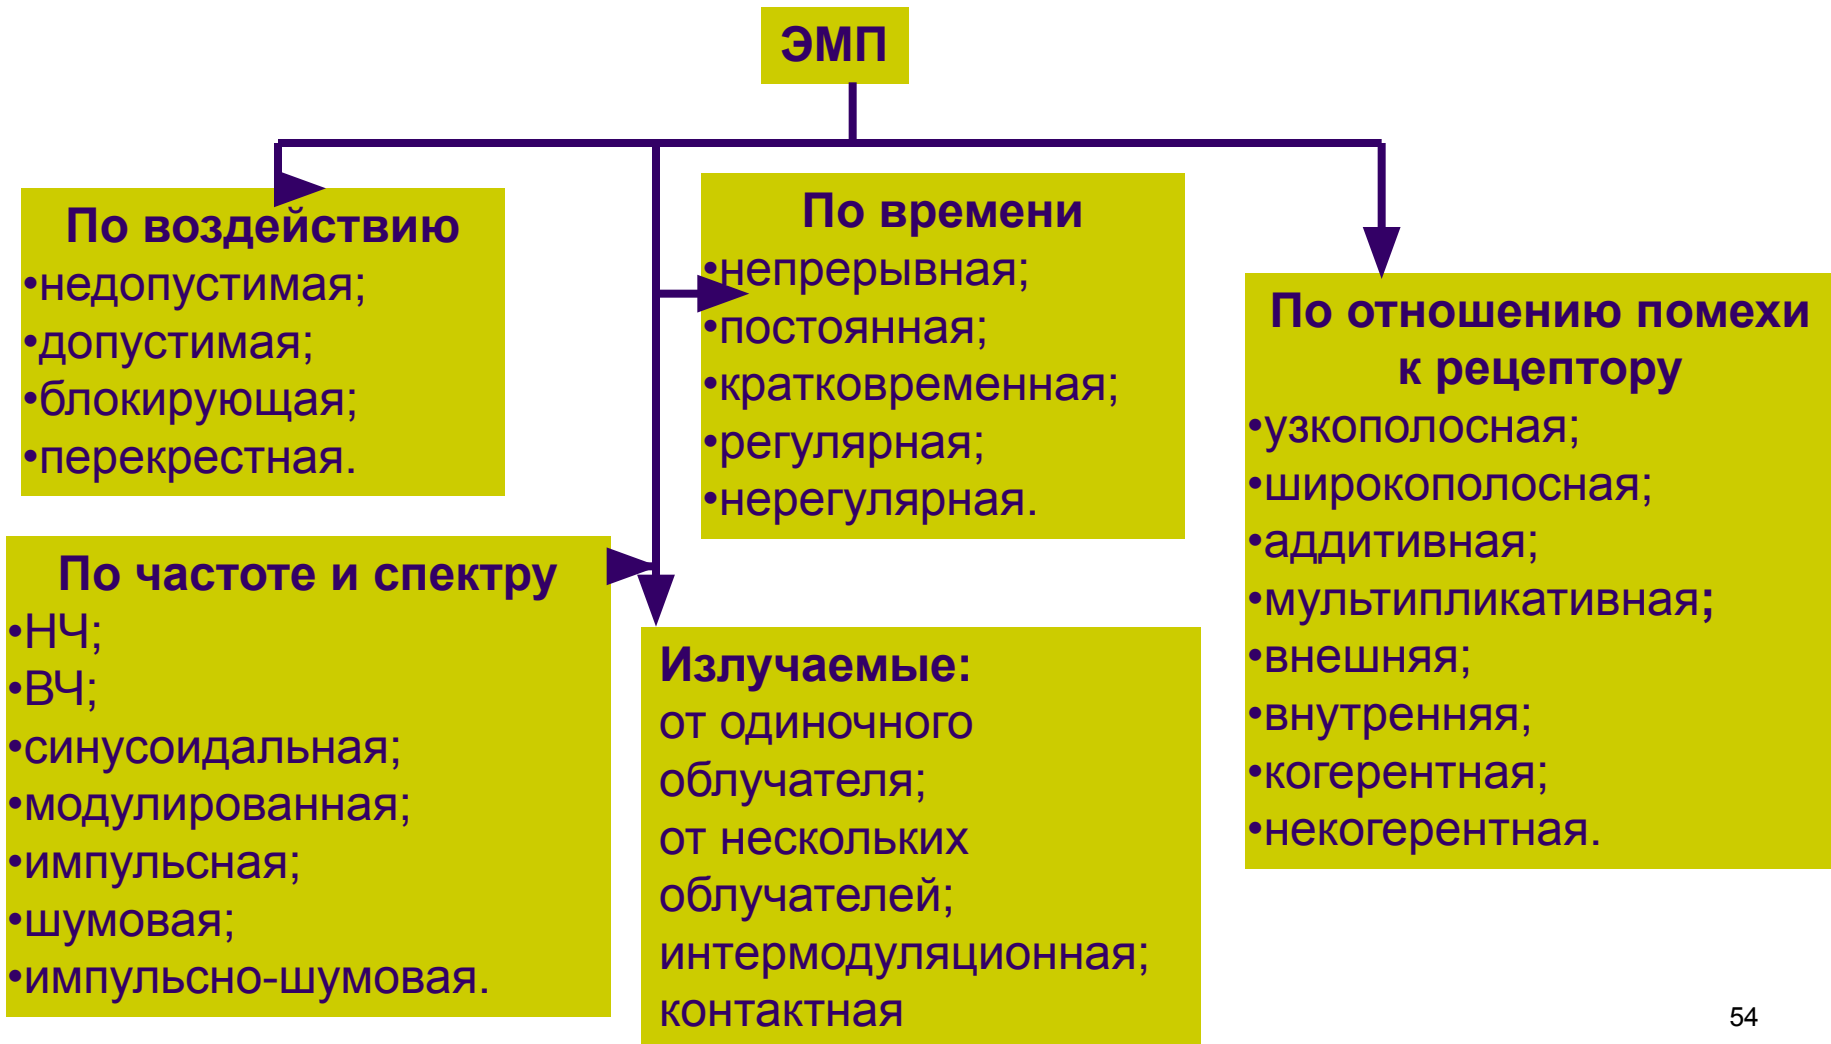 ЭМП
По воздействию
•недопустимая;
•допустимая;
•блокирующая;
•перекрестная.
По времени
•непрерывная;
•постоянная;
•кратковременная;
•регулярная;
•нерегулярная.
По отношению помехи
к рецептору
•узкополосная;
•широкополосная;
•аддитивная;
•мультипликативная;
•внешняя;
•внутренняя;
•когерентная;
•некогерентная.
По частоте и спектру
•НЧ;
•ВЧ;
•синусоидальная;
•модулированная;
•импульсная;
•шумовая;
•импульсно-шумовая.
Излучаемые:
от одиночного
облучателя;
от нескольких
облучателей;
интермодуляционная;
контактная
54